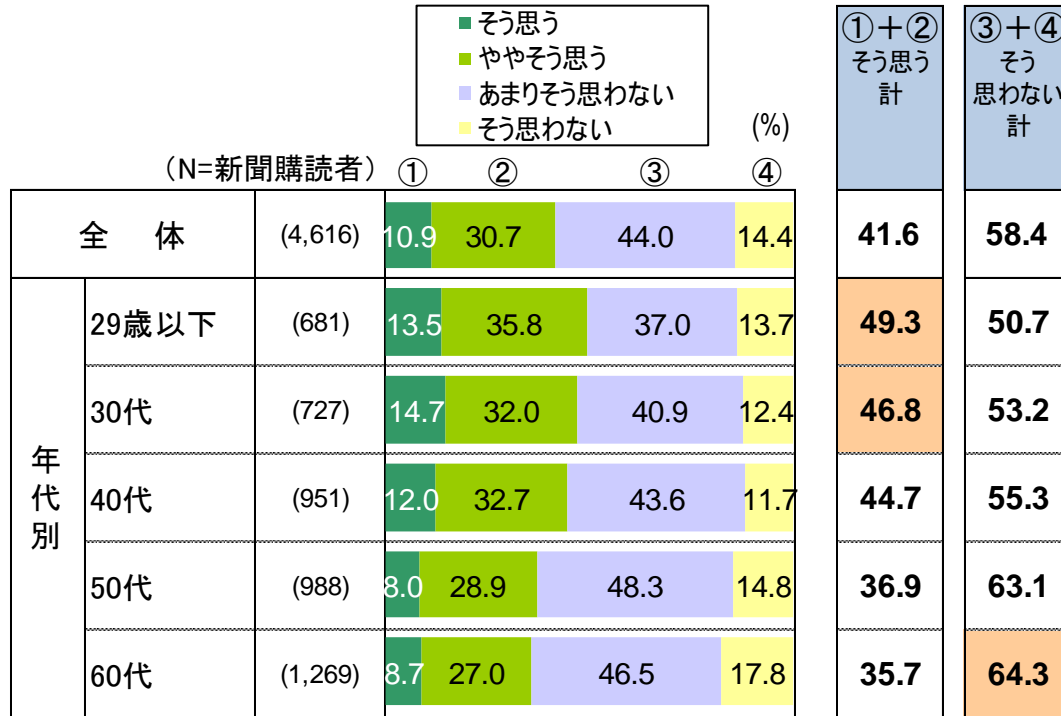 そう思う
ややそう思う
あまりそう思わない
そう思わない
(%)
①+②
そう思う
計
③+④
そう
思わない
計
(N=新聞購読者) ① ② ③ ④
全 体 (4,616) 10.9 30.7 44.0 14.4 41.6 58.4
年代別
29歳以下 (681) 13.5 35.8 37.0 13.7 49.3 50.7
30代 (727) 14.7 32.0 40.9 12.4 46.8 53.2
40代 (951) 12.0 32.7 43.6 11.7 44.7 55.3
50代 (988) 8.0 28.9 48.3 14.8 36.9 63.1
60代 (1,269) 8.7 27.0 46.5 17.8 35.7 64.3